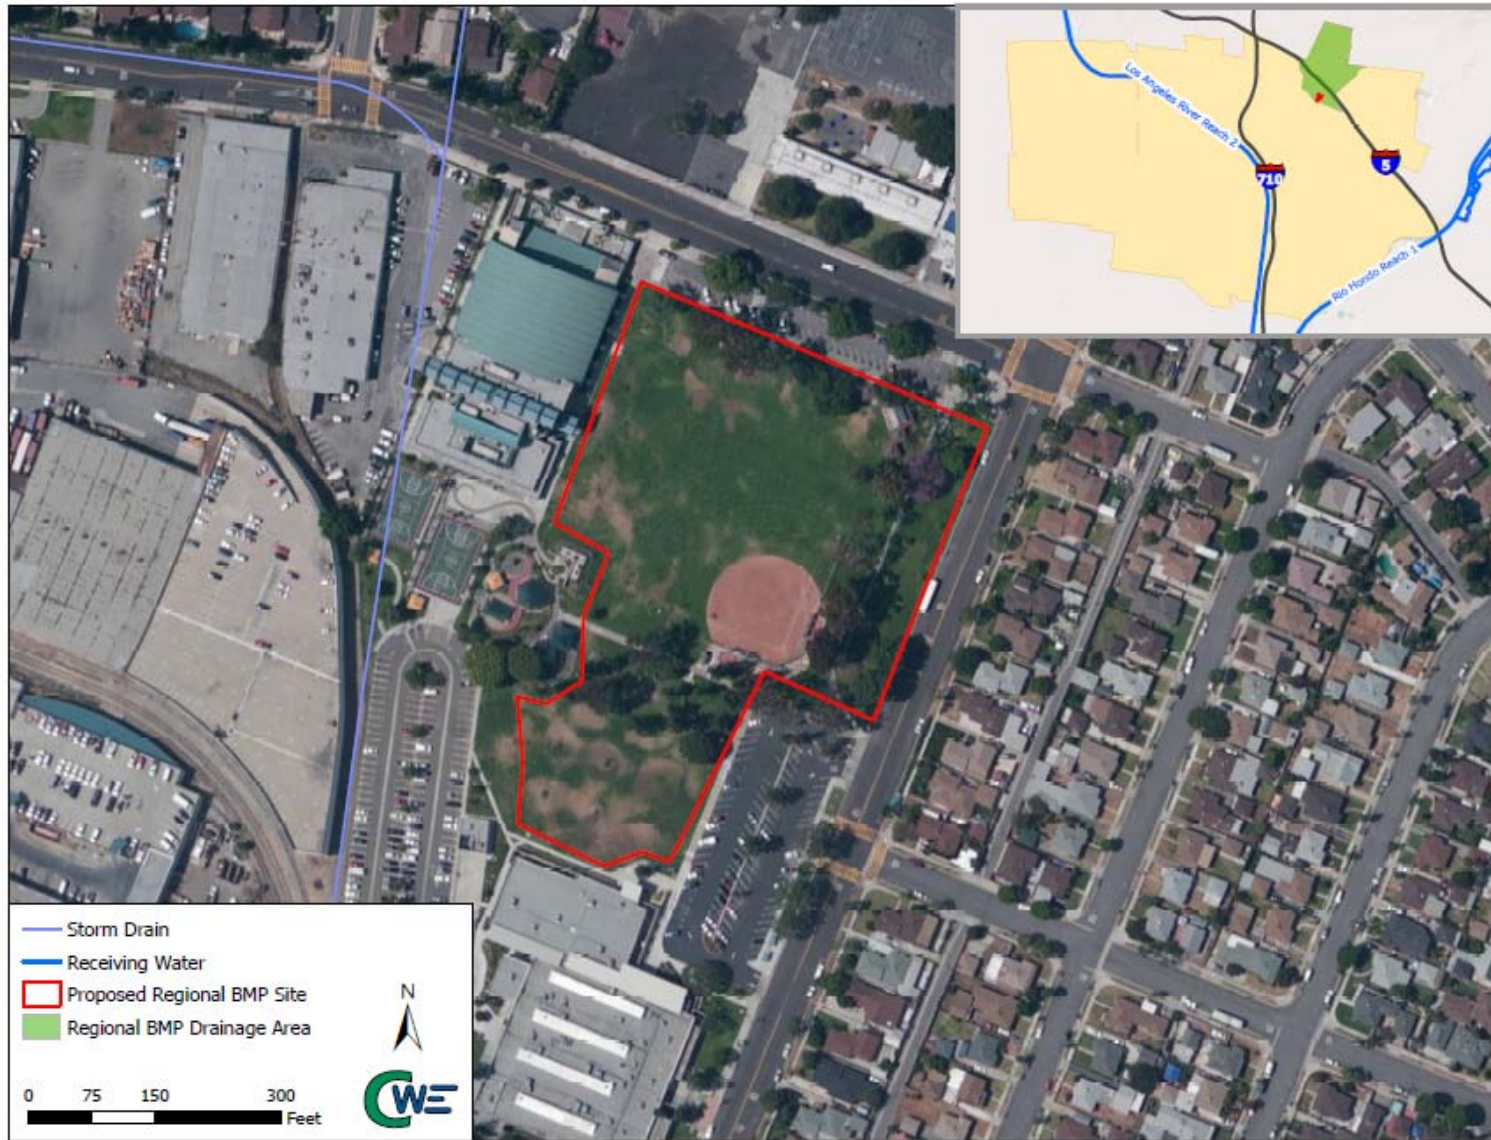 Los Angeles River Reach 2
710
5
Rio Hondo Reach 1
Storm Drain
Receiving Water
Proposed Regional BMP Site
Regional BMP Drainage Area
N
0 75 150 300
Feet
CWE